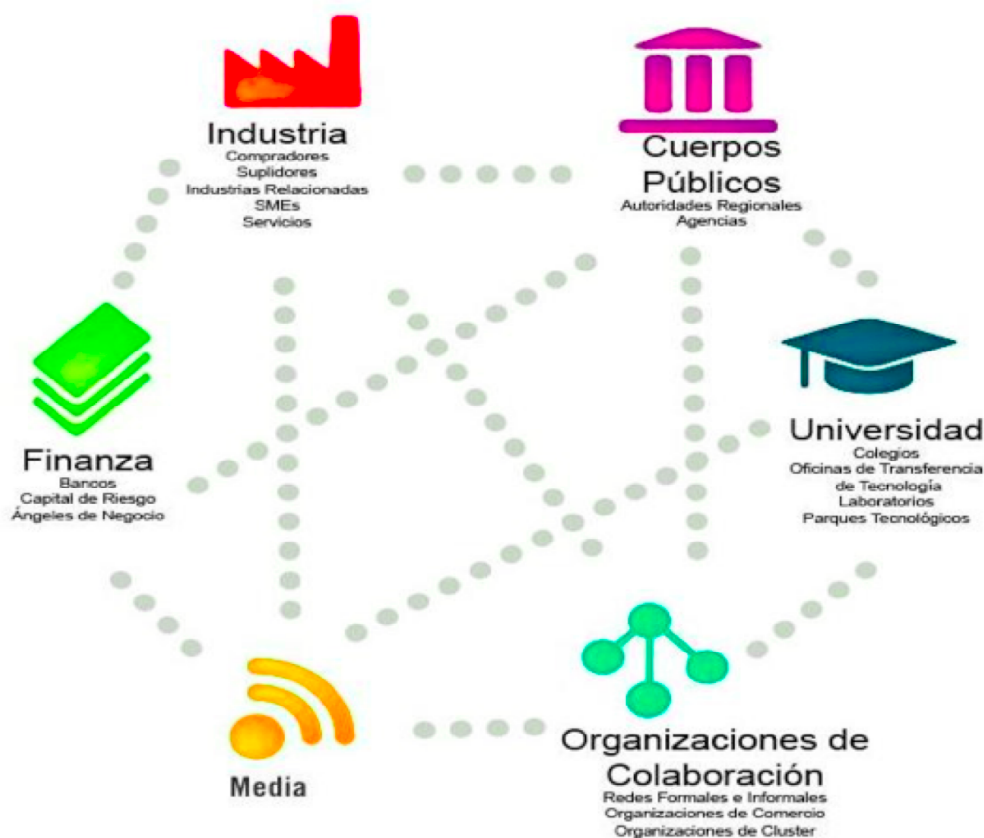 Industria
Compradores
Suplidores
Industrias Relacionadas
SMEs
Servicios
Cuerpos
Públicos
Autoridades Regionales
Agencias
Finanza
Bancos
Capital de Riesgo
Ángeles de Negocio
Universidad
Colegios
Oficinas de Transferencia
de Tecnología
Laboratorios
Parques Tecnológicos
Media
Organizaciones de
Colaboración
Redes Formales e Informales
Organizaciones de Comercio
Organizaciones de Cluster